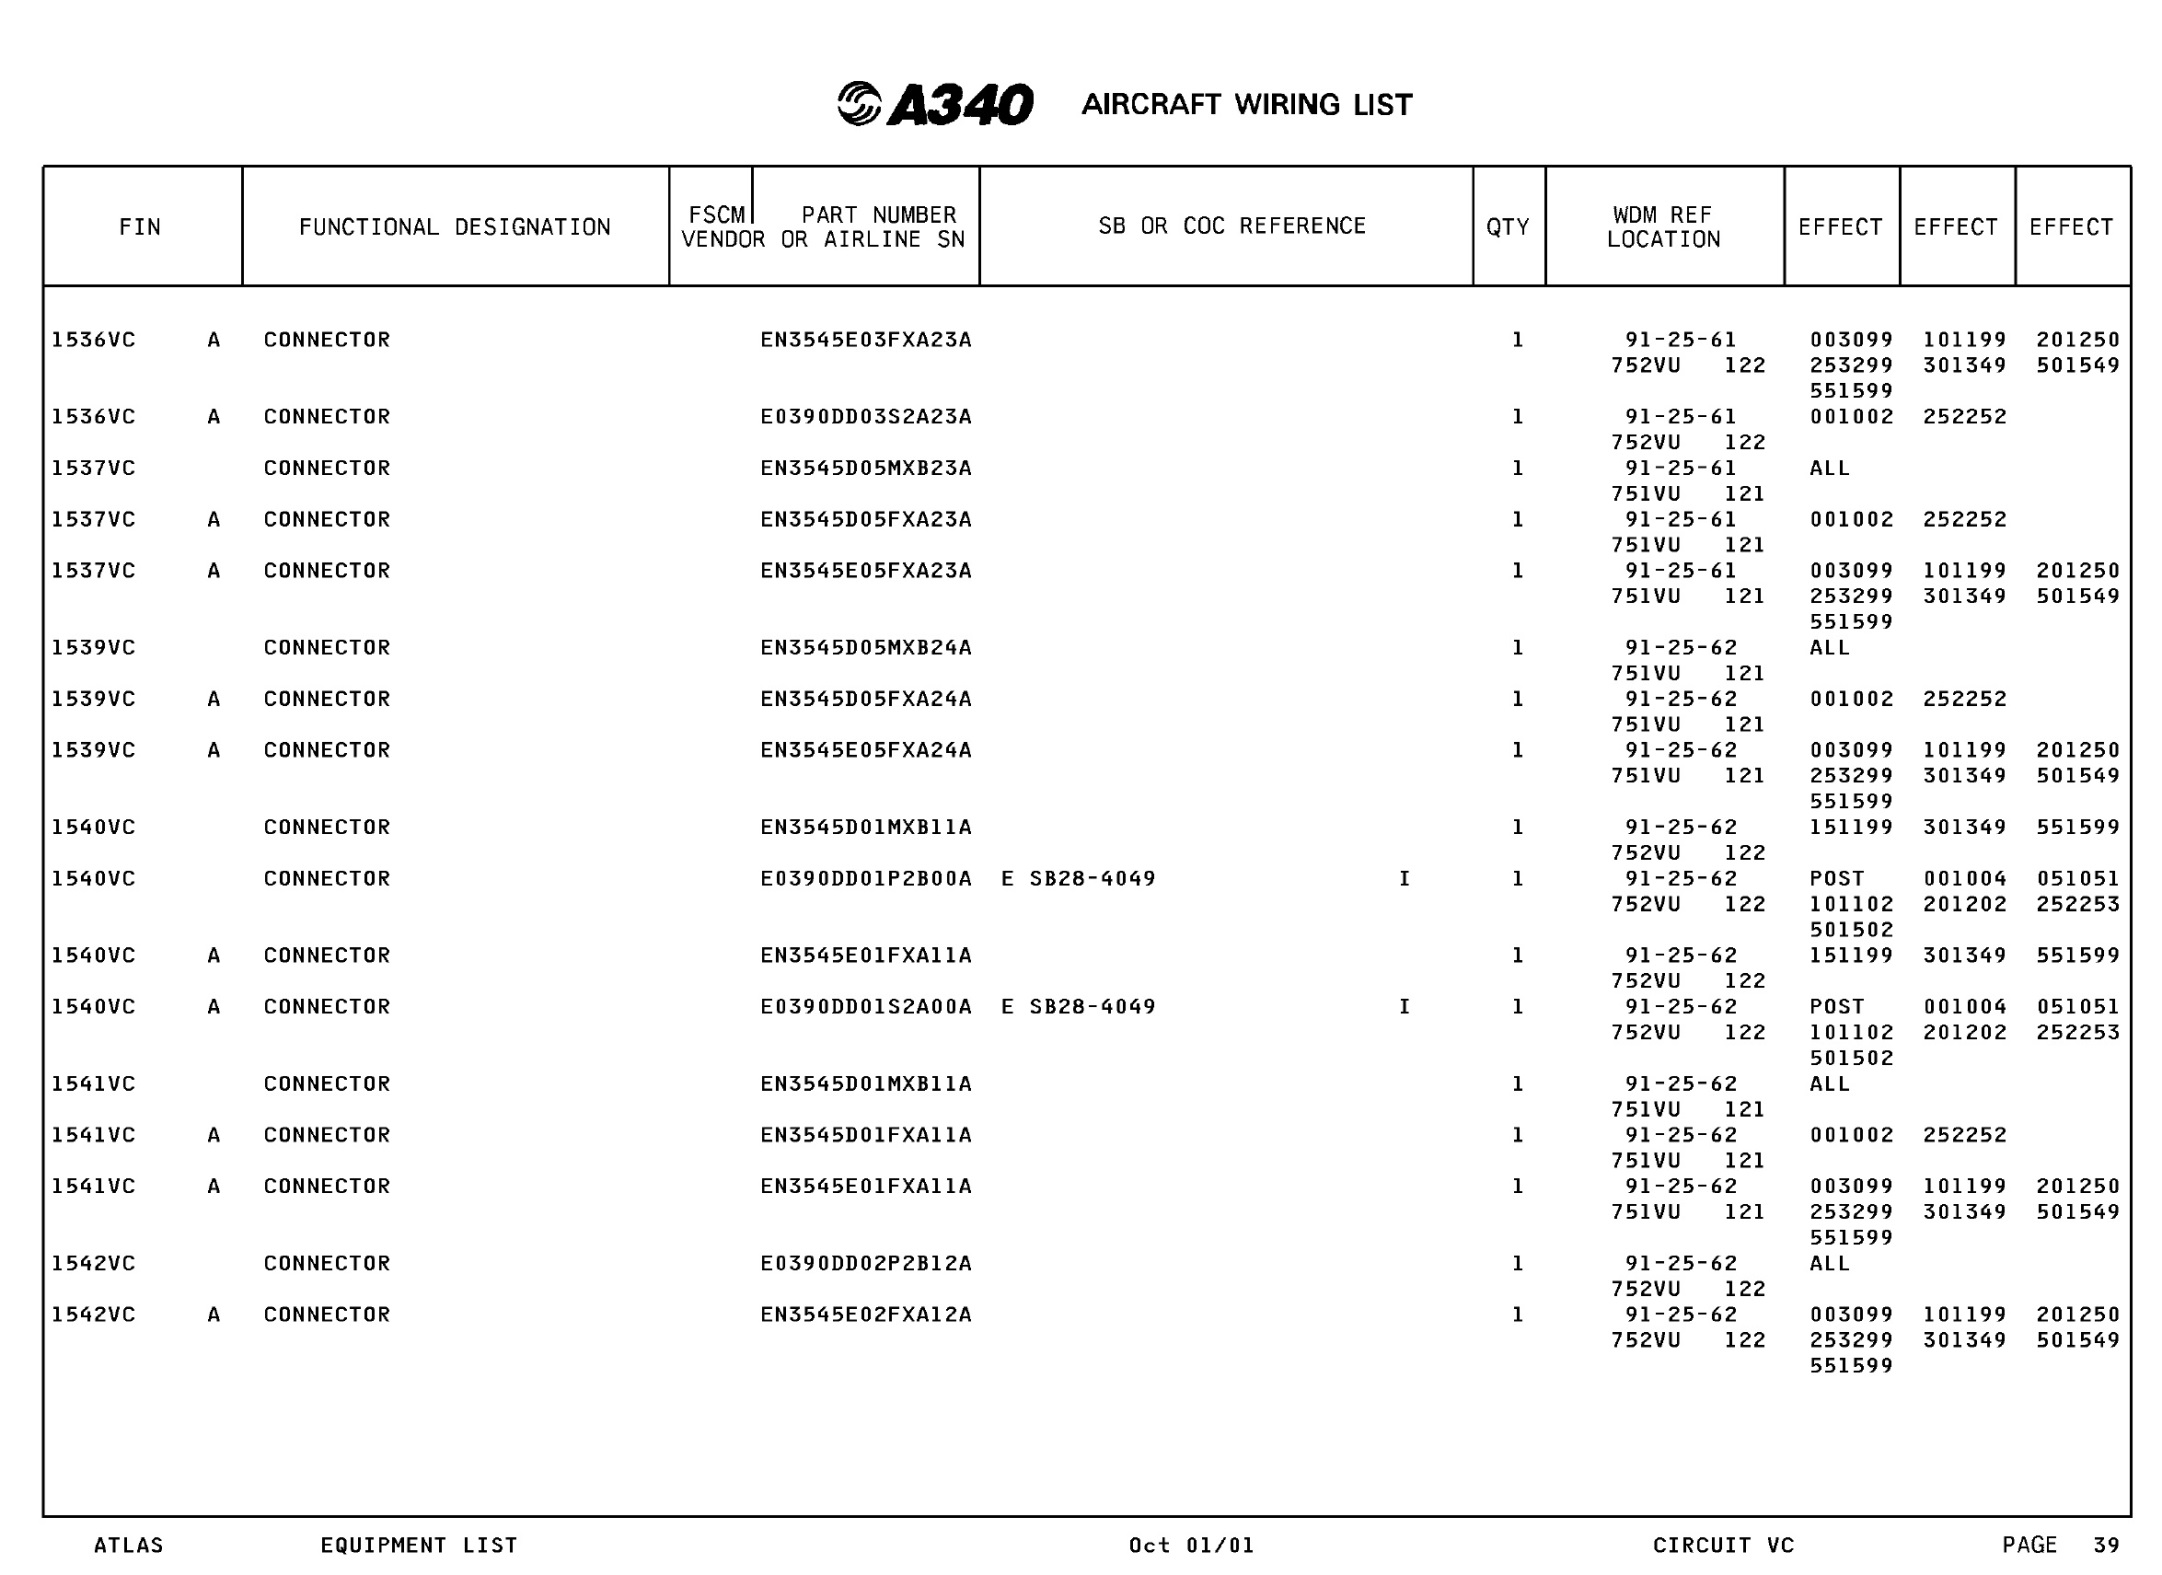 A340 AIRCRAFT WIRING LIST
FIN FUNCTIONAL DESIGNATION FSCM PART NUMBER SB OR COC REFERENCE QTY WDM REF EFFECT EFFECT EFFECT
VENDOR OR AIRLINE SN LOCATION
1536VC A CONNECTOR EN3545E03FXA23A 1 91-25-61 003099 101199 201250
752VU 122 253299 301349 501549
551599
1536VC A CONNECTOR E0390DD03S2A23A 1 91-25-61 001002 252252
752VU 122
1537VC CONNECTOR EN3545D05MXB23A 1 91-25-61 ALL
751VU 121
1537VC A CONNECTOR EN3545D05FXA23A 1 91-25-61 001002 252252
751VU 121
1537VC A CONNECTOR EN3545E05FXA23A 1 91-25-61 003099 101199 201250
751VU 121 253299 301349 501549
551599
1539VC CONNECTOR EN3545D05MXB24A 1 91-25-62 ALL
751VU 121
1539VC A CONNECTOR EN3545D05FXA24A 1 91-25-62 001002 252252
751VU 121
1539VC A CONNECTOR EN3545E05FXA24A 1 91-25-62 003099 101199 201250
751VU 121 253299 301349 501549
551599
1540VC CONNECTOR EN3545D01MXB11A 1 91-25-62 151199 301349 551599
752VU 122
1540VC CONNECTOR E0390DD01P2B00A E SB28-4049 I 1 91-25-62 POST 001004 051051
752VU 122 101102 201202 252253
501502
1540VC A CONNECTOR EN3545E01FXA11A 1 91-25-62 151199 301349 551599
752VU 122
1540VC A CONNECTOR E0390DD01S2A00A E SB28-4049 I 1 91-25-62 POST 001004 051051
752VU 122 101102 201202 252253
501502
1541VC CONNECTOR EN3545D01MXB11A 1 91-25-62 ALL
751VU 121
1541VC A CONNECTOR EN3545D01FXA11A 1 91-25-62 001002 252252
751VU 121
1541VC A CONNECTOR EN3545E01FXA11A 1 91-25-62 003099 101199 201250
751VU 121 253299 301349 501549
551599
1542VC CONNECTOR E0390DD02P2B12A 1 91-25-62 ALL
752VU 122
1542VC A CONNECTOR EN3545E02FXA12A 1 91-25-62 003099 101199 201250
752VU 122 253299 301349 501549
551599
ATLAS EQUIPMENT LIST Oct 01/01 CIRCUIT VC PAGE 39